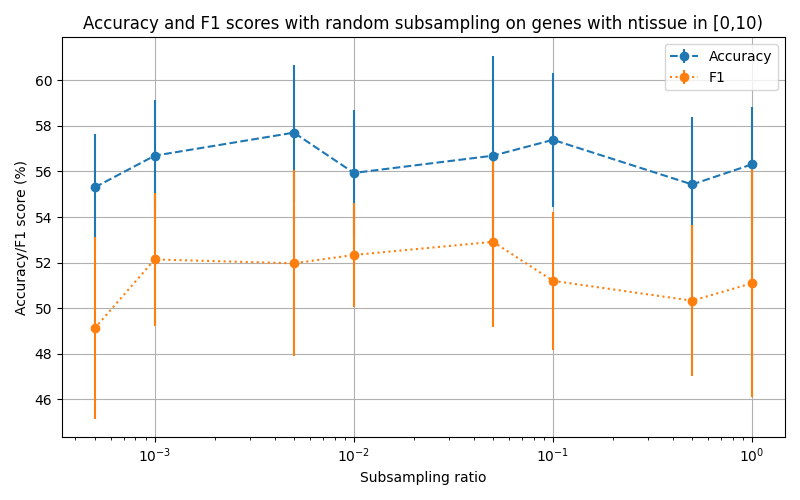 Accuracy and F1 scores with random subsampling on genes with ntissue in [0,10)
Accuracy
F1
60
58
56
54
52
50
48
46
Accuracy/F1 score (%)
10⁻³
10⁻²
10⁻¹
10⁰
Subsampling ratio